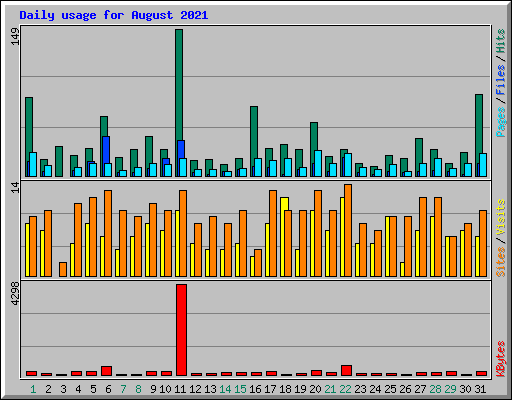 Daily usage for August 2021
149
Pages / Files / Hits
14
Sites / Visits
4298
KBytes
1 2 3 4 5 6 7 8 9 10 11 12 13 14 15 16 17 18 19 20 21 22 23 24 25 26 27 28 29 30 31